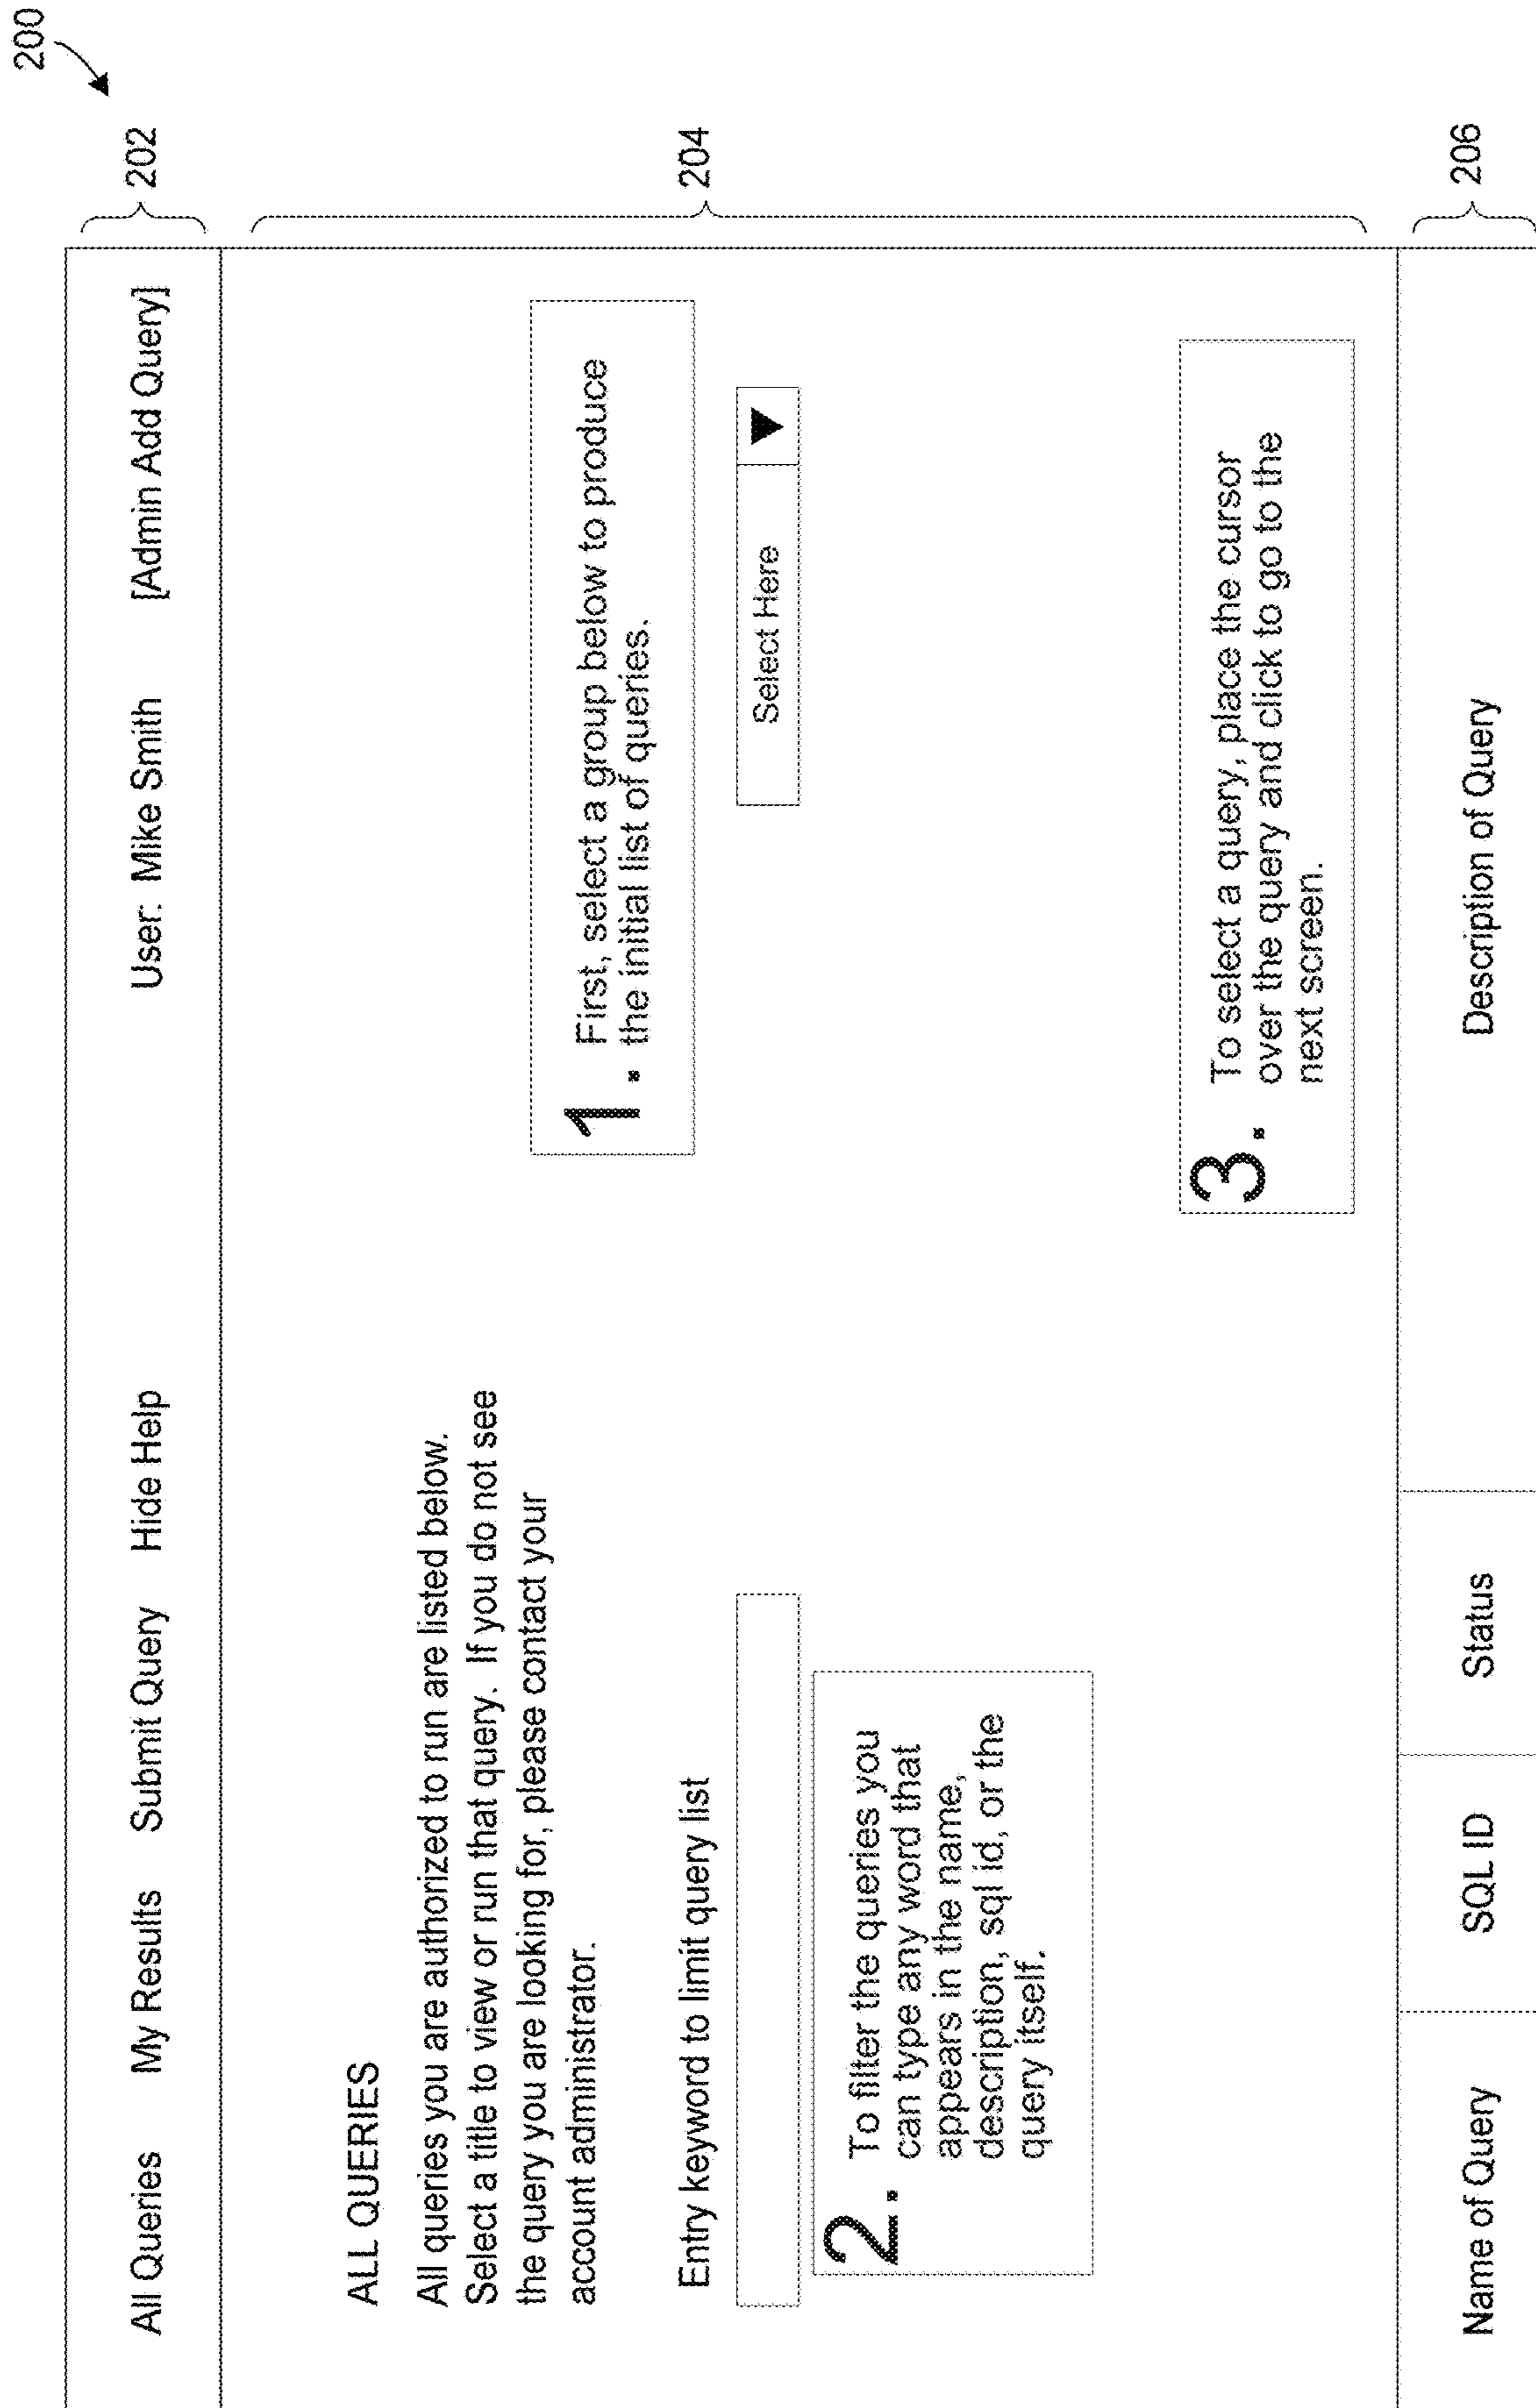 200
All Queries My Results Submit Query Hide Help User: Mike Smith [Admin Add Query] 202
ALL QUERIES
All queries you are authorized to run are listed below.
Select a title to view or run that query. If you do not see
the query you are looking for, please contact your
account administrator.
1. First, select a group below to produce
the initial list of queries.
204
Entry keyword to limit query list
Select Here
2. To filter the queries you
can type any word that
appears in the name,
description, sql id, or the
query itself.
3. To select a query, place the cursor
over the query and click to go to the
next screen.
Name of Query SQL ID Status Description of Query 206